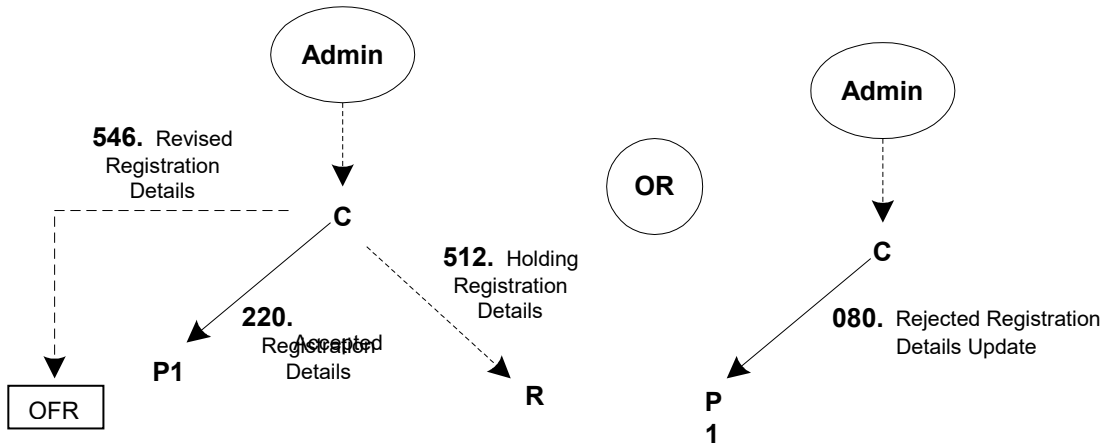 Admin
546. Revised
Registration
Details
C
220.
Accepted
Registration
Details
P1
OFR
512. Holding
Registration
Details
R
OR
Admin
C
080. Rejected Registration
Details Update
P
1